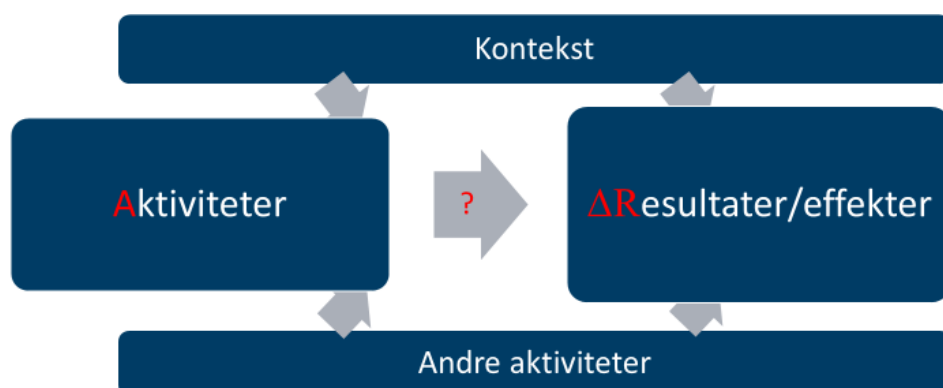 Kontekst
Aktiviteter
?
ΔResultater/effekter
Andre aktiviteter